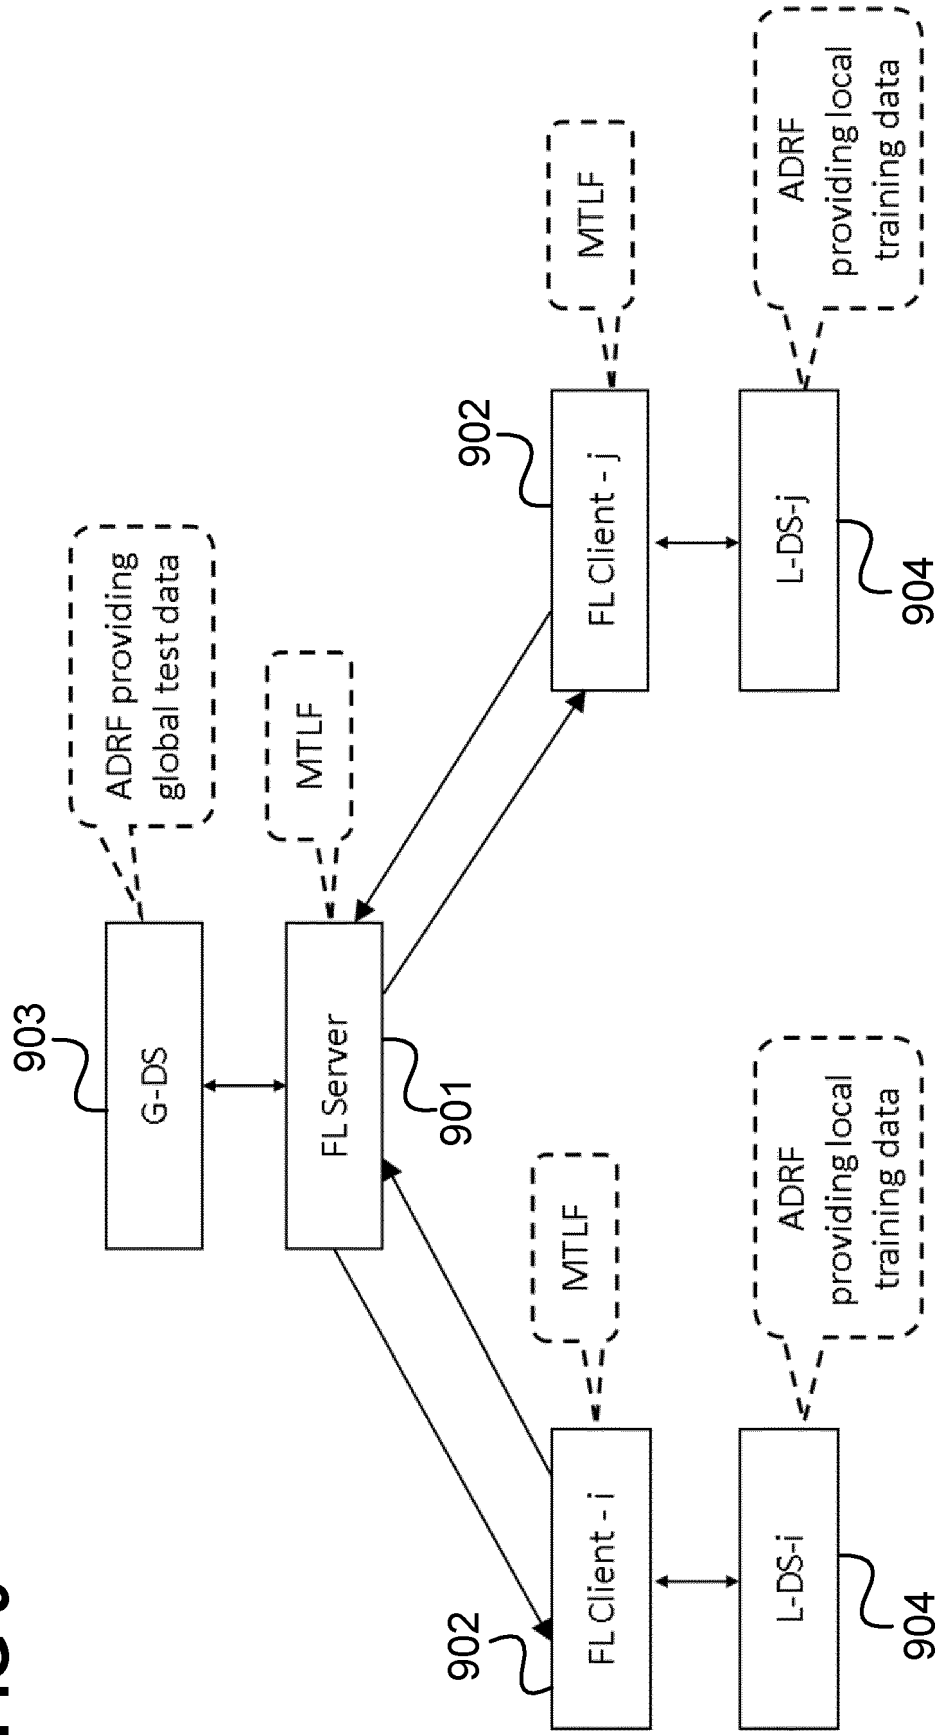 903
G-DS
ADRF providing
global test data
FL Server
MTLF
901
902
FL Client - i
MTLF
902
FL Client - j
MTLF
L-DS-i
ADRF
providing local
training data
904
L-DS-j
ADRF
providing local
training data
904